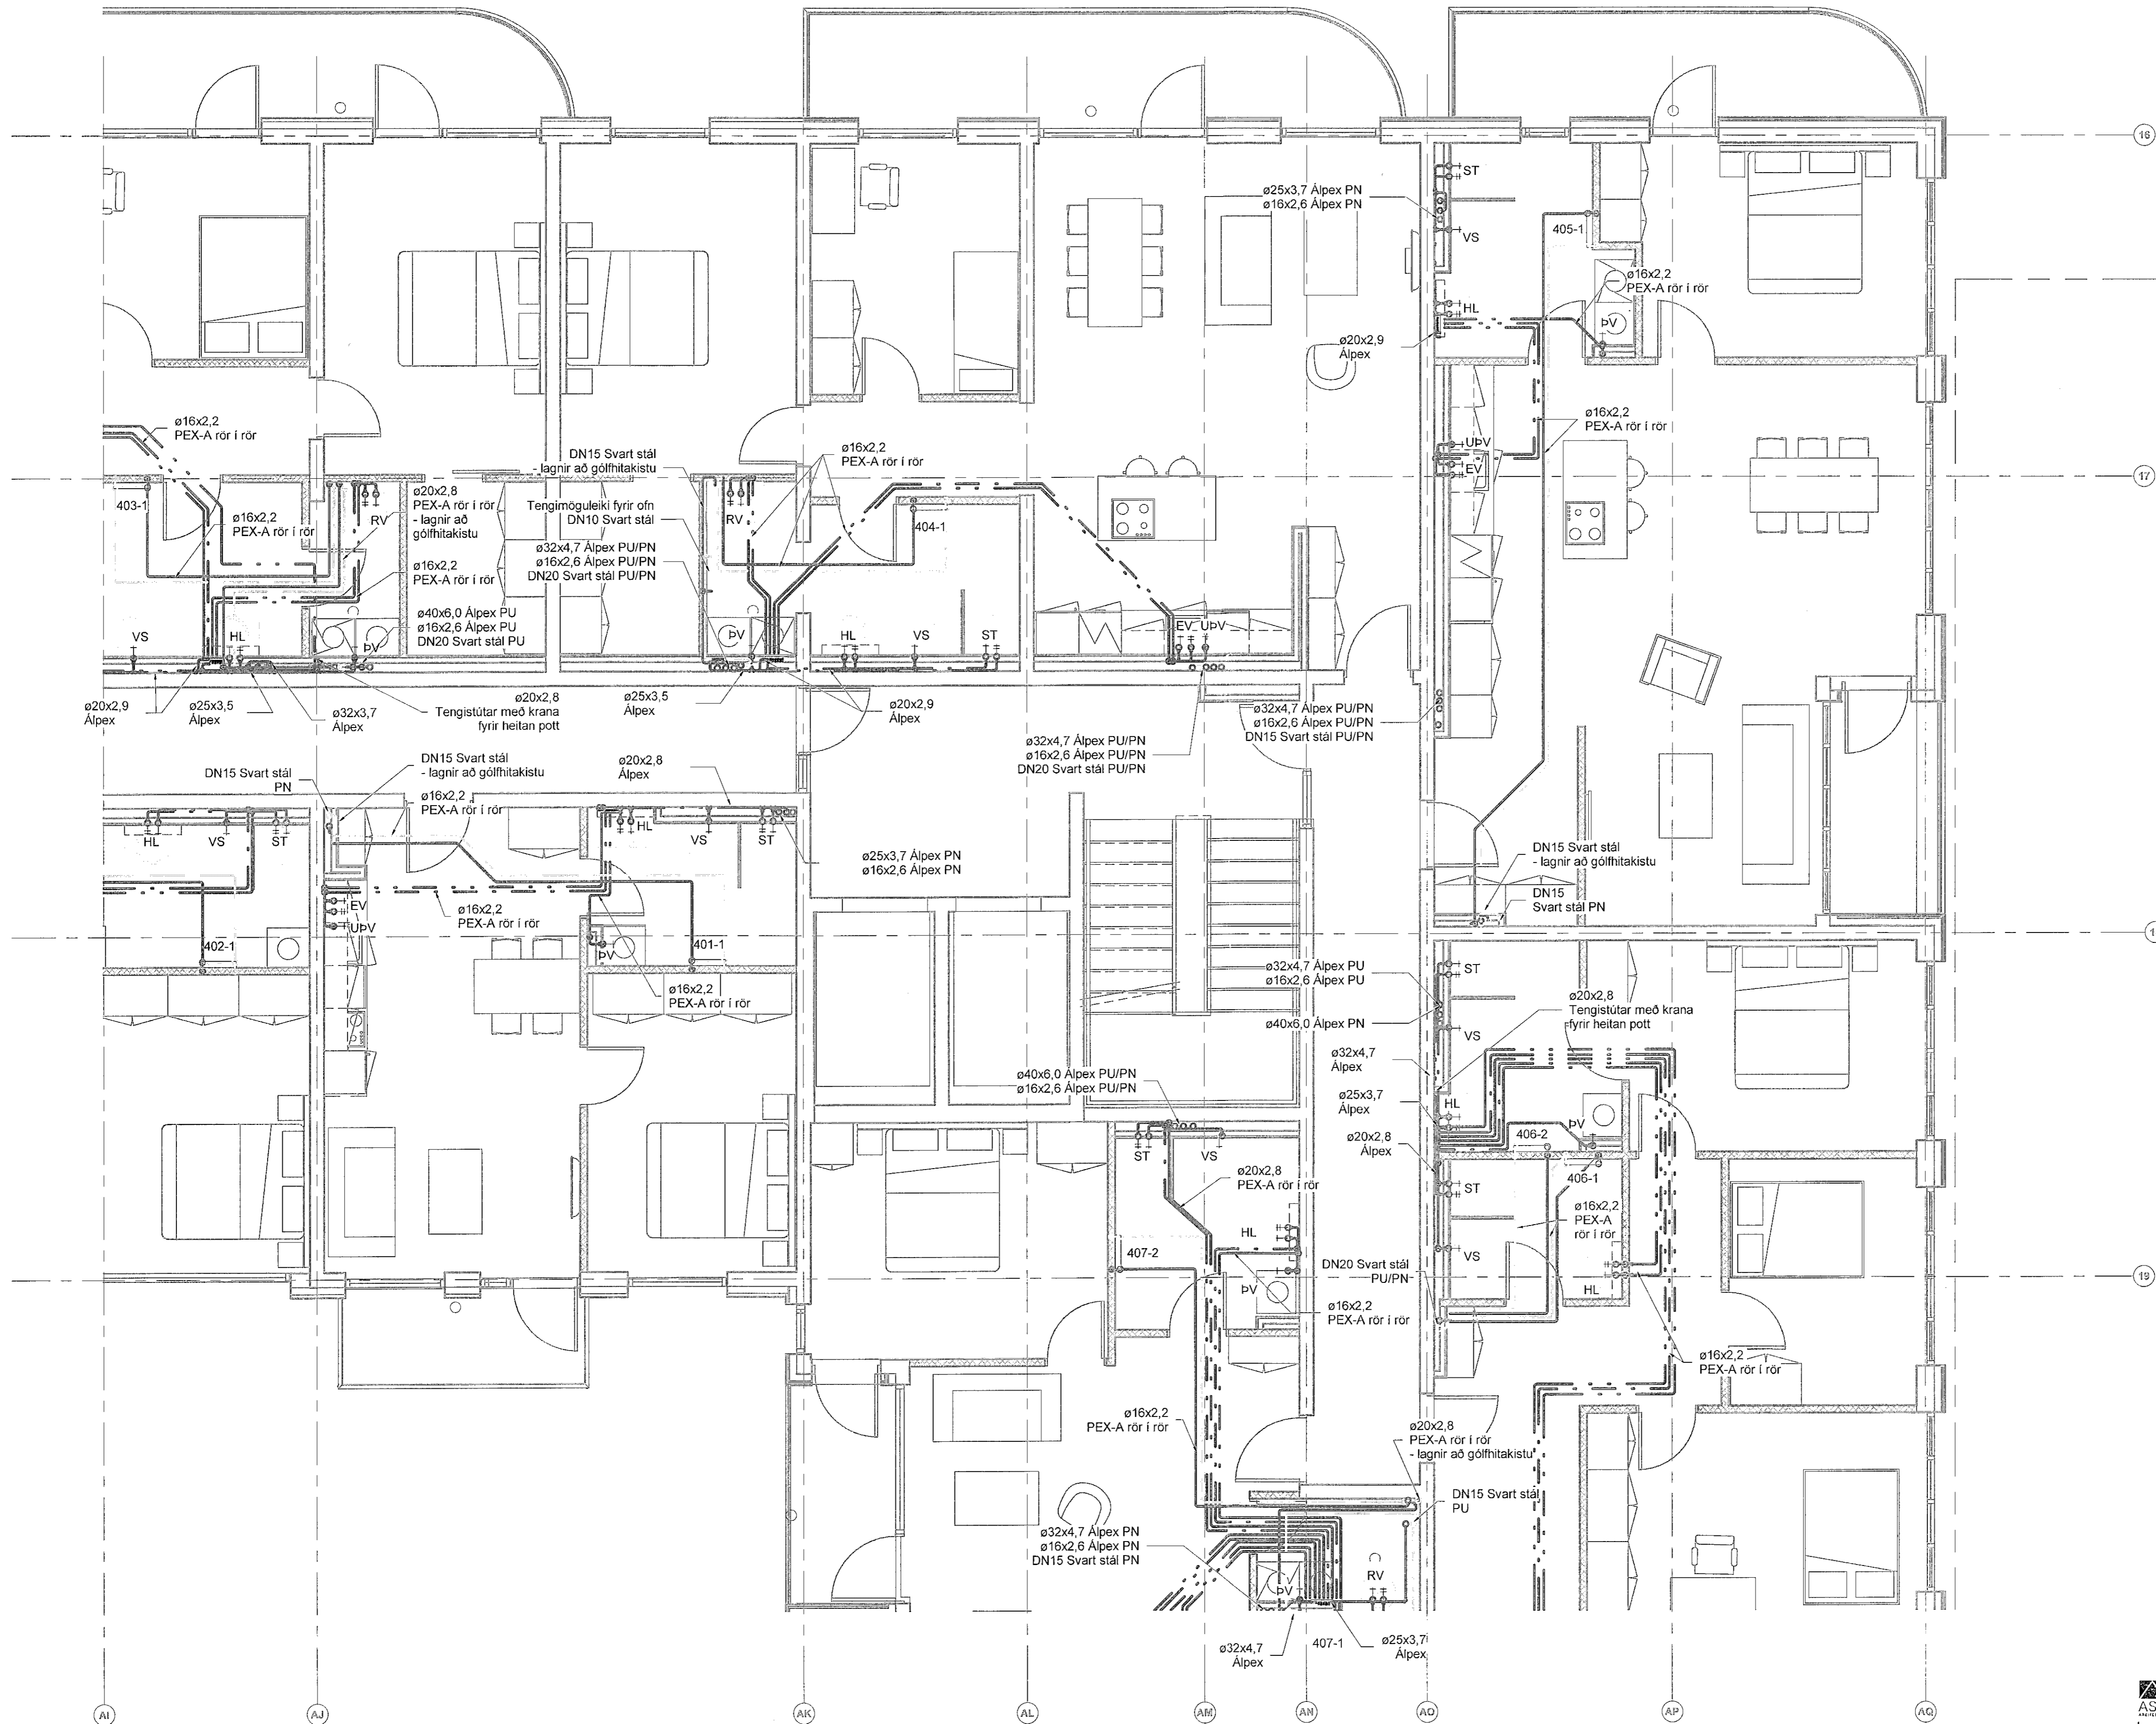 16
ø25x3,7 Álpex PN
ø16x2,6 Álpex PN
ST
VS
405-1
ø16x2,2
PEX-A rör í rör
HL
ÞV
ø20x2,9
Álpex
ø16x2,2
PEX-A rör í rör
ø16x2,2
PEX-A rör í rör
UÞV
EV
17
DN15 Svart stál
- lagnir að gólfhitakistu
ø16x2,2
PEX-A rör í rör
Tengimöguleiki fyrir ofn
DN10 Svart stál
ø32x4,7 Álpex PU/PN
ø16x2,6 Álpex PU/PN
DN20 Svart stál PU/PN
403-1
ø16x2,2
PEX-A rör í rör
RV
ø20x2,8
PEX-A rör í rör
- lagnir að
gólfhitakistu
ø16x2,2
PEX-A rör í rör
ø40x6,0 Álpex PU
ø16x2,6 Álpex PU
DN20 Svart stál PU
RV
404-1
VS
HL
ÞV
ÞV
HL
VS
ST
EV
UÞV
ø20x2,9
Álpex
ø25x3,5
Álpex
ø32x3,7
Álpex
ø20x2,8
Tengistútar með krana
fyrir heitan pott
ø25x3,5
Álpex
ø20x2,9
Álpex
ø32x4,7 Álpex PU/PN
ø16x2,6 Álpex PU/PN
DN20 Svart stál PU/PN
ø32x4,7 Álpex PU/PN
ø16x2,6 Álpex PU/PN
DN15 Svart stál PU/PN
DN15 Svart stál
PN
DN15 Svart stál
- lagnir að gólfhitakistu
ø16x2,2
PEX-A rör í rör
ø20x2,8
Álpex
HL
VS
ST
HL
VS
ST
ø25x3,7 Álpex PN
ø16x2,6 Álpex PN
DN15 Svart stál
- lagnir að gólfhitakistu
DN15
Svart stál PN
EV
UÞV
ø16x2,2
PEX-A rör í rör
402-1
401-1
ÞV
ø16x2,2
PEX-A rör í rör
1
ø32x4,7 Álpex PU
ø16x2,6 Álpex PU
ø40x6,0 Álpex PN
ST
VS
ø20x2,8
Tengistútar með krana
fyrir heitan pott
ø32x4,7
Álpex
ø25x3,7
Álpex
ø20x2,8
Álpex
HL
ÞV
406-2
406-1
ø40x6,0 Álpex PU/PN
ø16x2,6 Álpex PU/PN
ST
VS
ø20x2,8
PEX-A rör í rör
ST
ø16x2,2
PEX-A
rör í rör
VS
HL
HL
407-2
ÞV
DN20 Svart stál
PU/PN
19
ø16x2,2
PEX-A rör í rör
ø16x2,2
PEX-A rör í rör
ø16x2,2
PEX-A rör í rör
ø20x2,8
PEX-A rör í rör
- lagnir að gólfhitakistu
DN15 Svart stál
PU
ø32x4,7 Álpex PN
ø16x2,6 Álpex PN
DN15 Svart stál PN
ÞV
RV
ø32x4,7
Álpex
407-1
ø25x3,7
Álpex
AI
AJ
AK
AL
AM
AN
AO
AP
AQ
AS